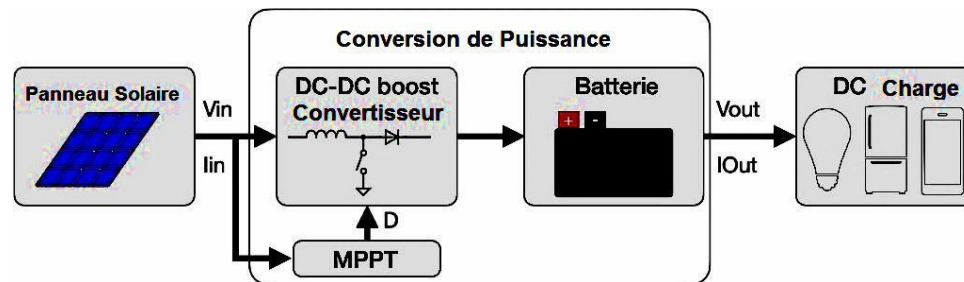 Conversion de Puissance
Panneau Solaire
Vin
Iin
DC-DC boost
Convertisseur
D
MPPT
Batterie
+ -
Vout
IOut
DC Charge